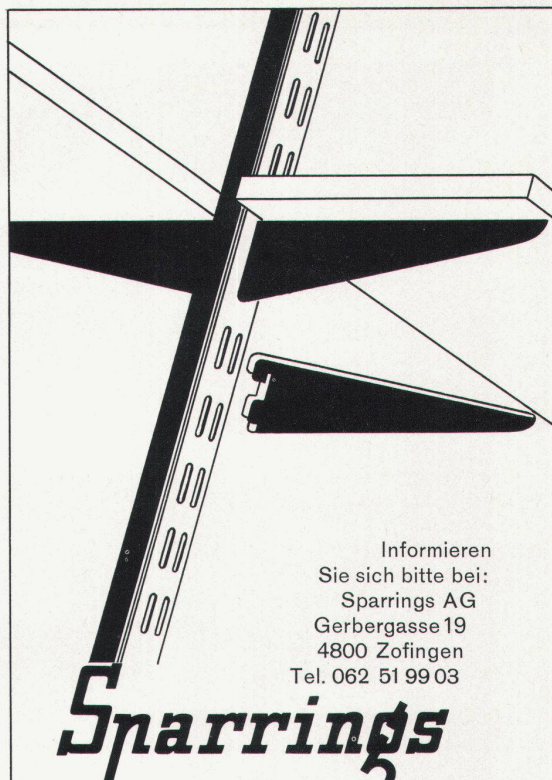 Informieren
Sie sich bitte bei:
Sparrings AG
Gerbergasse 19
4800 Zofingen
Tel. 062 51 99 03
Sparrings